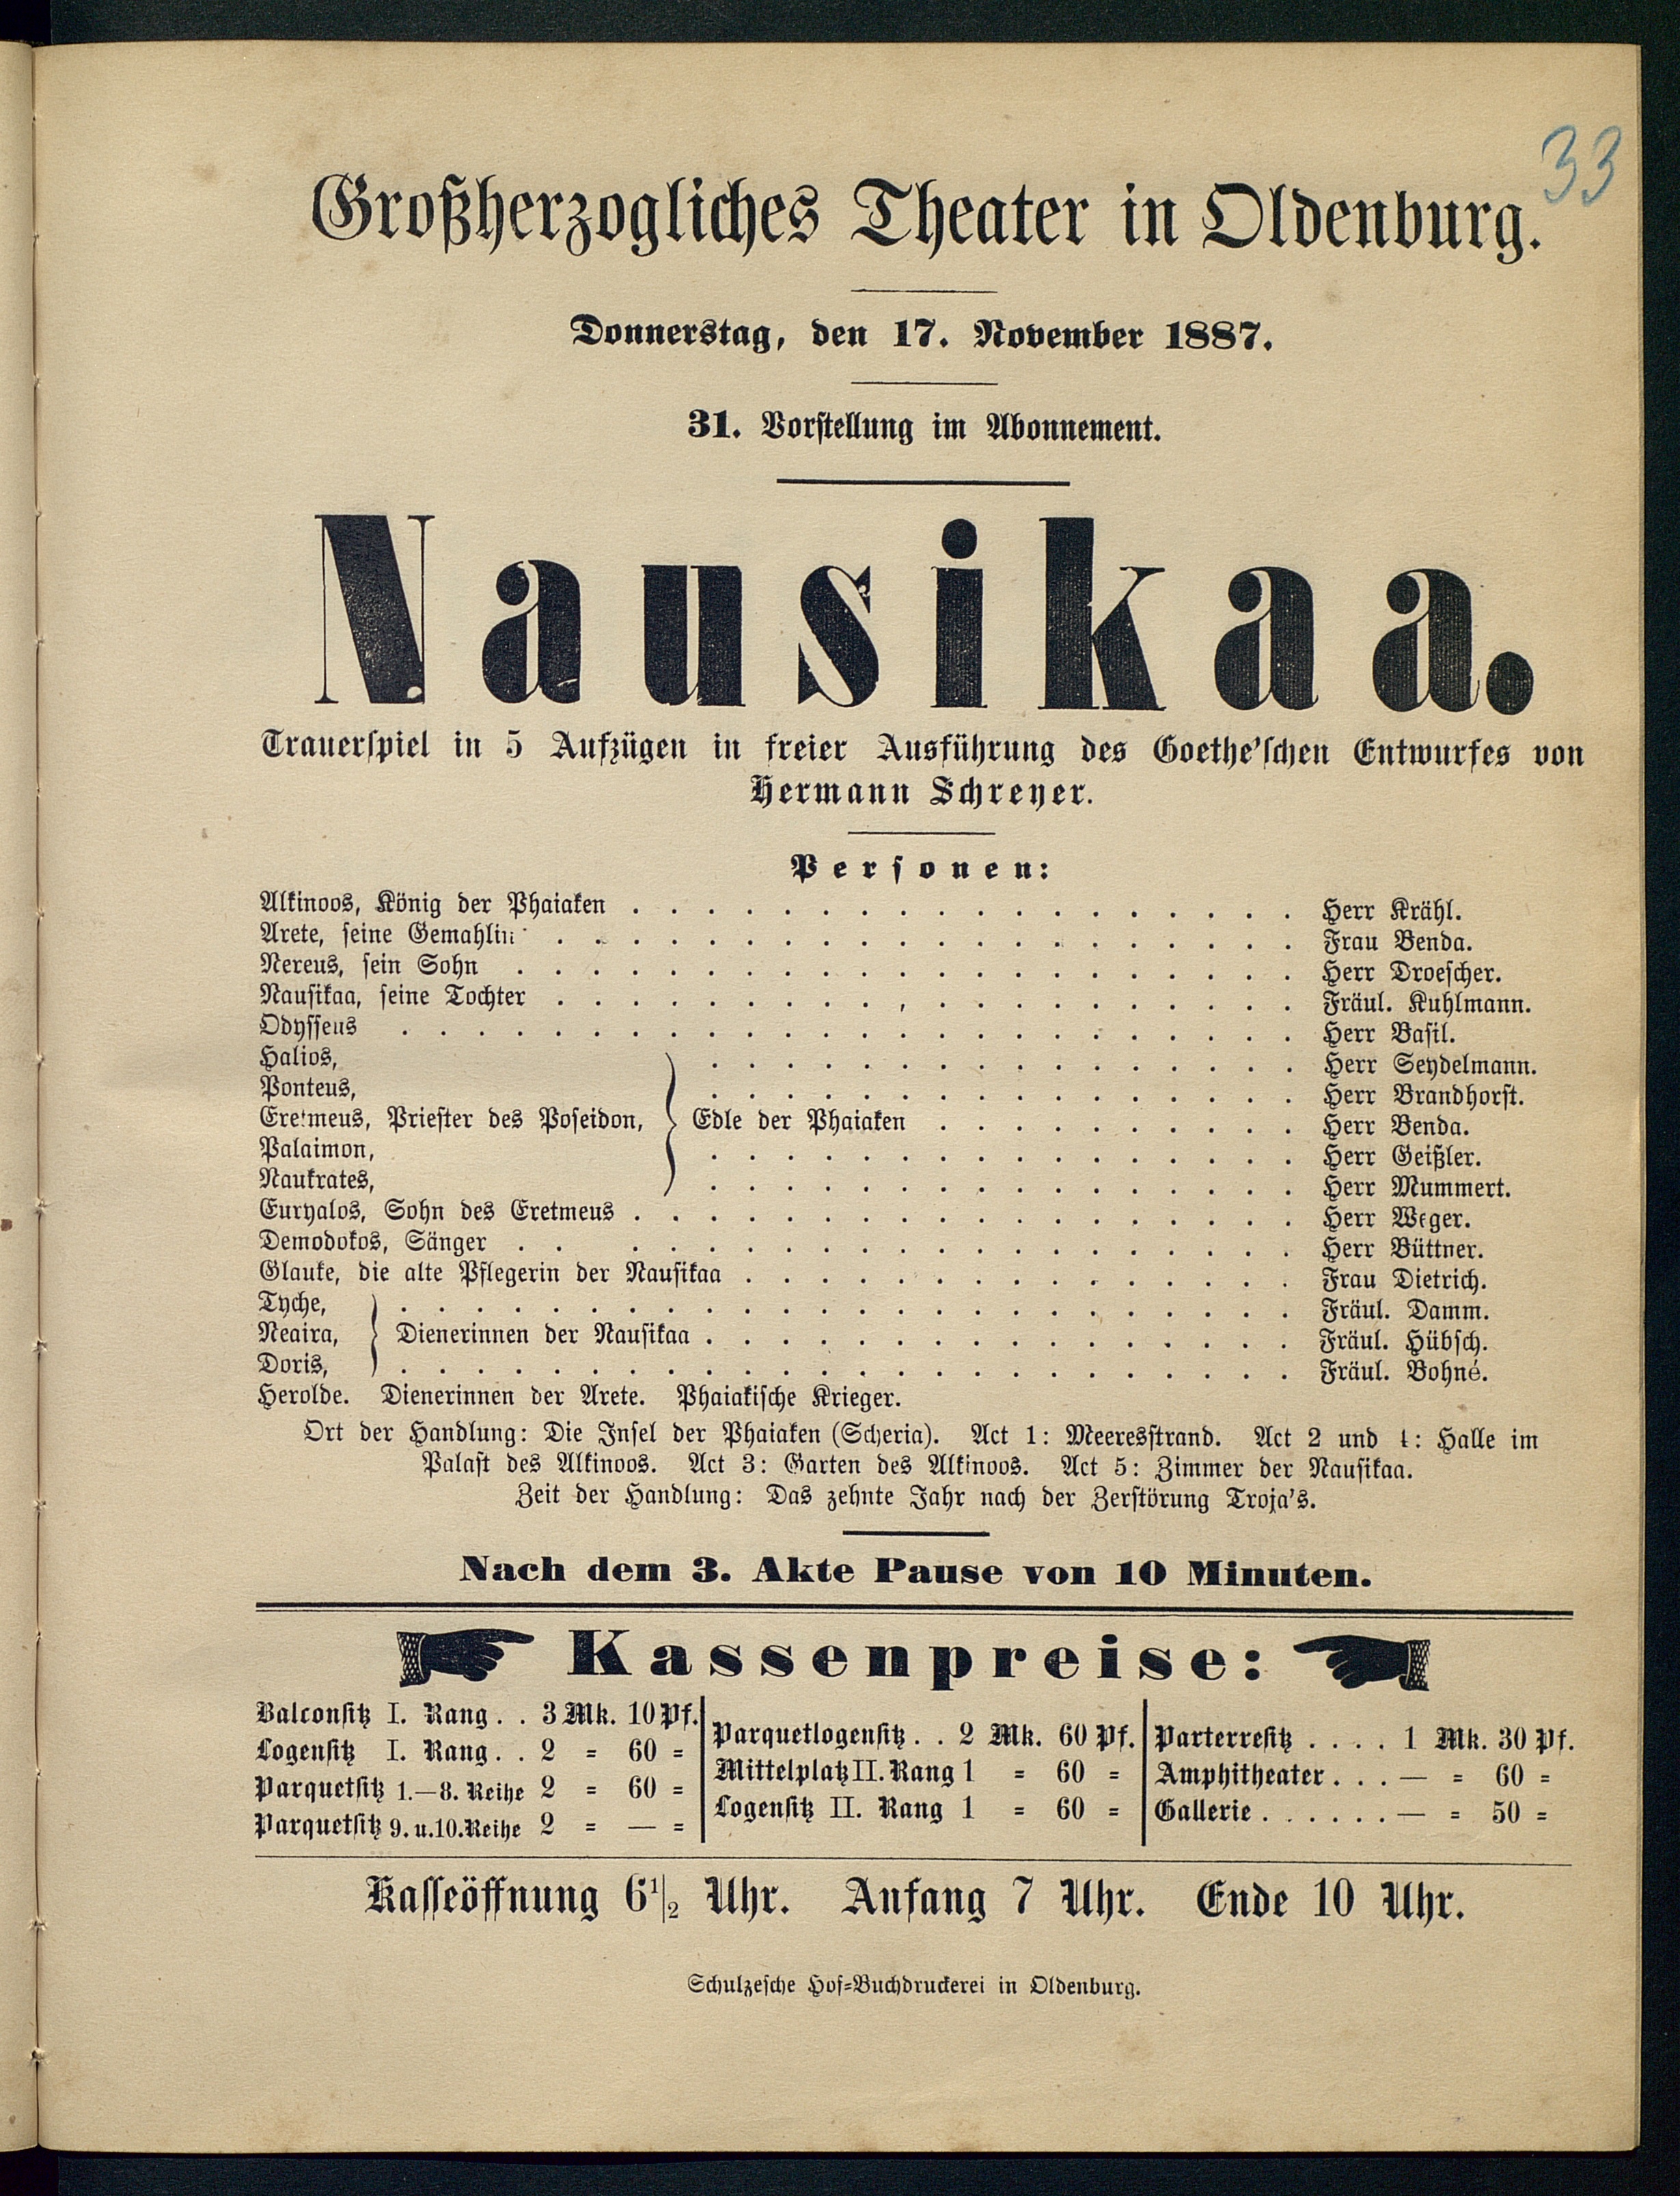 33
Großherzogliches Theater in Oldenburg.
Donnerstag, den 17. November 1887.
31. Vorstellung im Abonnement.
Nausikaa.
Trauerspiel in 5 Aufzügen in freier Ausführung des Goethe'schen Entwurfes von
Hermann Schreyer.
Personen:
Alkinoos, König der Phaiaken . . . . . . . . . . . . . . . . . . Herr Krähl.
Arete, seine Gemahlin . . . . . . . . . . . . . . . . . . . . Frau Benda.
Nereus, sein Sohn . . . . . . . . . . . . . . . . . . . . . Herr Droescher.
Nausikaa, seine Tochter . . . . . . . . . . . . . . . . . . . . Fräul. Kuhlmann.
Odysseus . . . . . . . . . . . . . . . . . . . . . . . . Herr Basil.
Halios, . . . . . . . . . . . . . . . . Herr Seydelmann.
Ponteus, . . . . . . . . . . . . . . . . Herr Brandhorst.
Eretmeus, Priester des Poseidon, } Edle der Phaiaken . . . . . . . . . . Herr Benda.
Palaimon, . . . . . . . . . . . . . . . . Herr Geißler.
Naukrates, . . . . . . . . . . . . . . . . Herr Mummert.
Euryalos, Sohn des Eretmeus . . . . . . . . . . . . . . . . . . Herr Weger.
Demodokos, Sänger . . . . . . . . . . . . . . . . . . . . Herr Büttner.
Glauke, die alte Pflegerin der Nausikaa . . . . . . . . . . . . . . . Frau Dietrich.
Tyche, . . . . . . . . . . . . . . . . . . . . . . . . Fräul. Damm.
Neaira, } Dienerinnen der Nausikaa . . . . . . . . . . . . . . . . Fräul. Hübsch.
Doris, . . . . . . . . . . . . . . . . . . . . . . . . Fräul. Bohné.
Herolde. Dienerinnen der Arete. Phaiakische Krieger.
Ort der Handlung: Die Insel der Phaiaken (Scheria). Act 1: Meeresstrand. Act 2 und 4: Halle im
Palast des Alkinoos. Act 3: Garten des Alkinoos. Act 5: Zimmer der Nausikaa.
Zeit der Handlung: Das zehnte Jahr nach der Zerstörung Troja's.
Nach dem 3. Akte Pause von 10 Minuten.
Kassenpreise:
Balconsitz I. Rang . . 3 Mk. 10 Pf.
Logensitz I. Rang . . 2 = 60 =
Parquetsitz 1.—8. Reihe 2 = 60 =
Parquetsitz 9. u. 10. Reihe 2 = — =
Parquetlogensitz . . 2 Mk. 60 Pf.
Mittelplatz II. Rang 1 = 60 =
Logensitz II. Rang 1 = 60 =
Parterresitz . . . . 1 Mk. 30 Pf.
Amphitheater . . . — = 60 =
Gallerie . . . . . . — = 50 =
Kasseöffnung 6 1/2 Uhr. Anfang 7 Uhr. Ende 10 Uhr.
Schulzesche Hof=Buchdruckerei in Oldenburg.